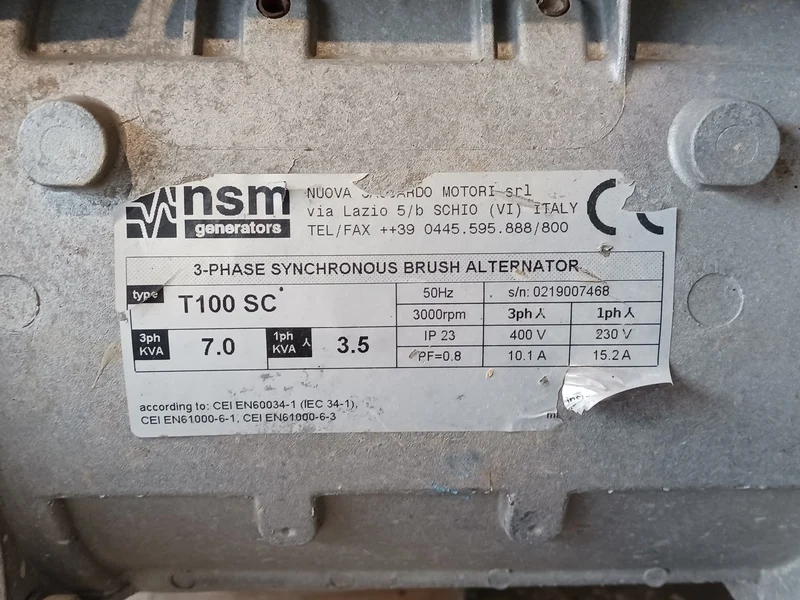 nsm
generators
NUOVA MOTORI srl
via Lazio 5/b SCHIO (VI) ITALY
TEL/FAX ++39 0445.595.888/800
CE
3-PHASE SYNCHRONOUS BRUSH ALTERNATOR
type T100 SC
50Hz s/n: 0219007468
3000rpm 3ph ⅄ 1ph ⅄
3ph KVA 7.0 1ph KVA ⅄ 3.5
IP 23 400 V 230 V
PF=0.8 10.1 A 15.2 A
according to: CEI EN60034-1 (IEC 34-1),
CEI EN61000-6-1, CEI EN61000-6-3